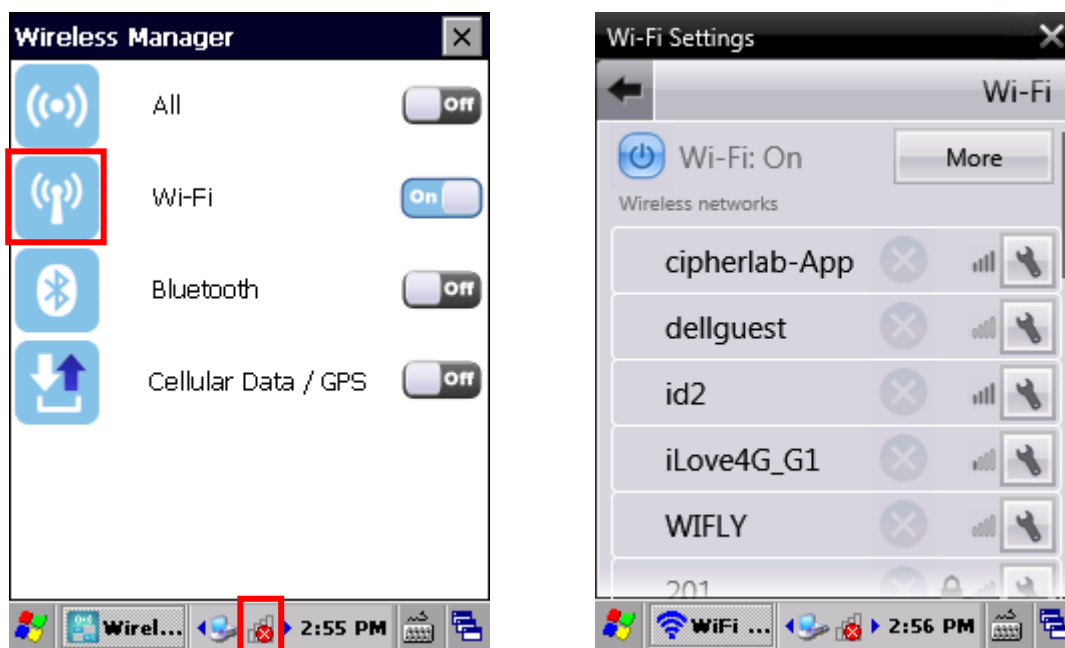 Wireless Manager
All Off
Wi-Fi On
Bluetooth Off
Cellular Data / GPS Off
Wirel... 2:55 PM
Wi-Fi Settings
Wi-Fi
Wi-Fi: On More
Wireless networks
cipherlab-App
dellguest
id2
iLove4G_G1
WIFLY
201
WiFi ... 2:56 PM